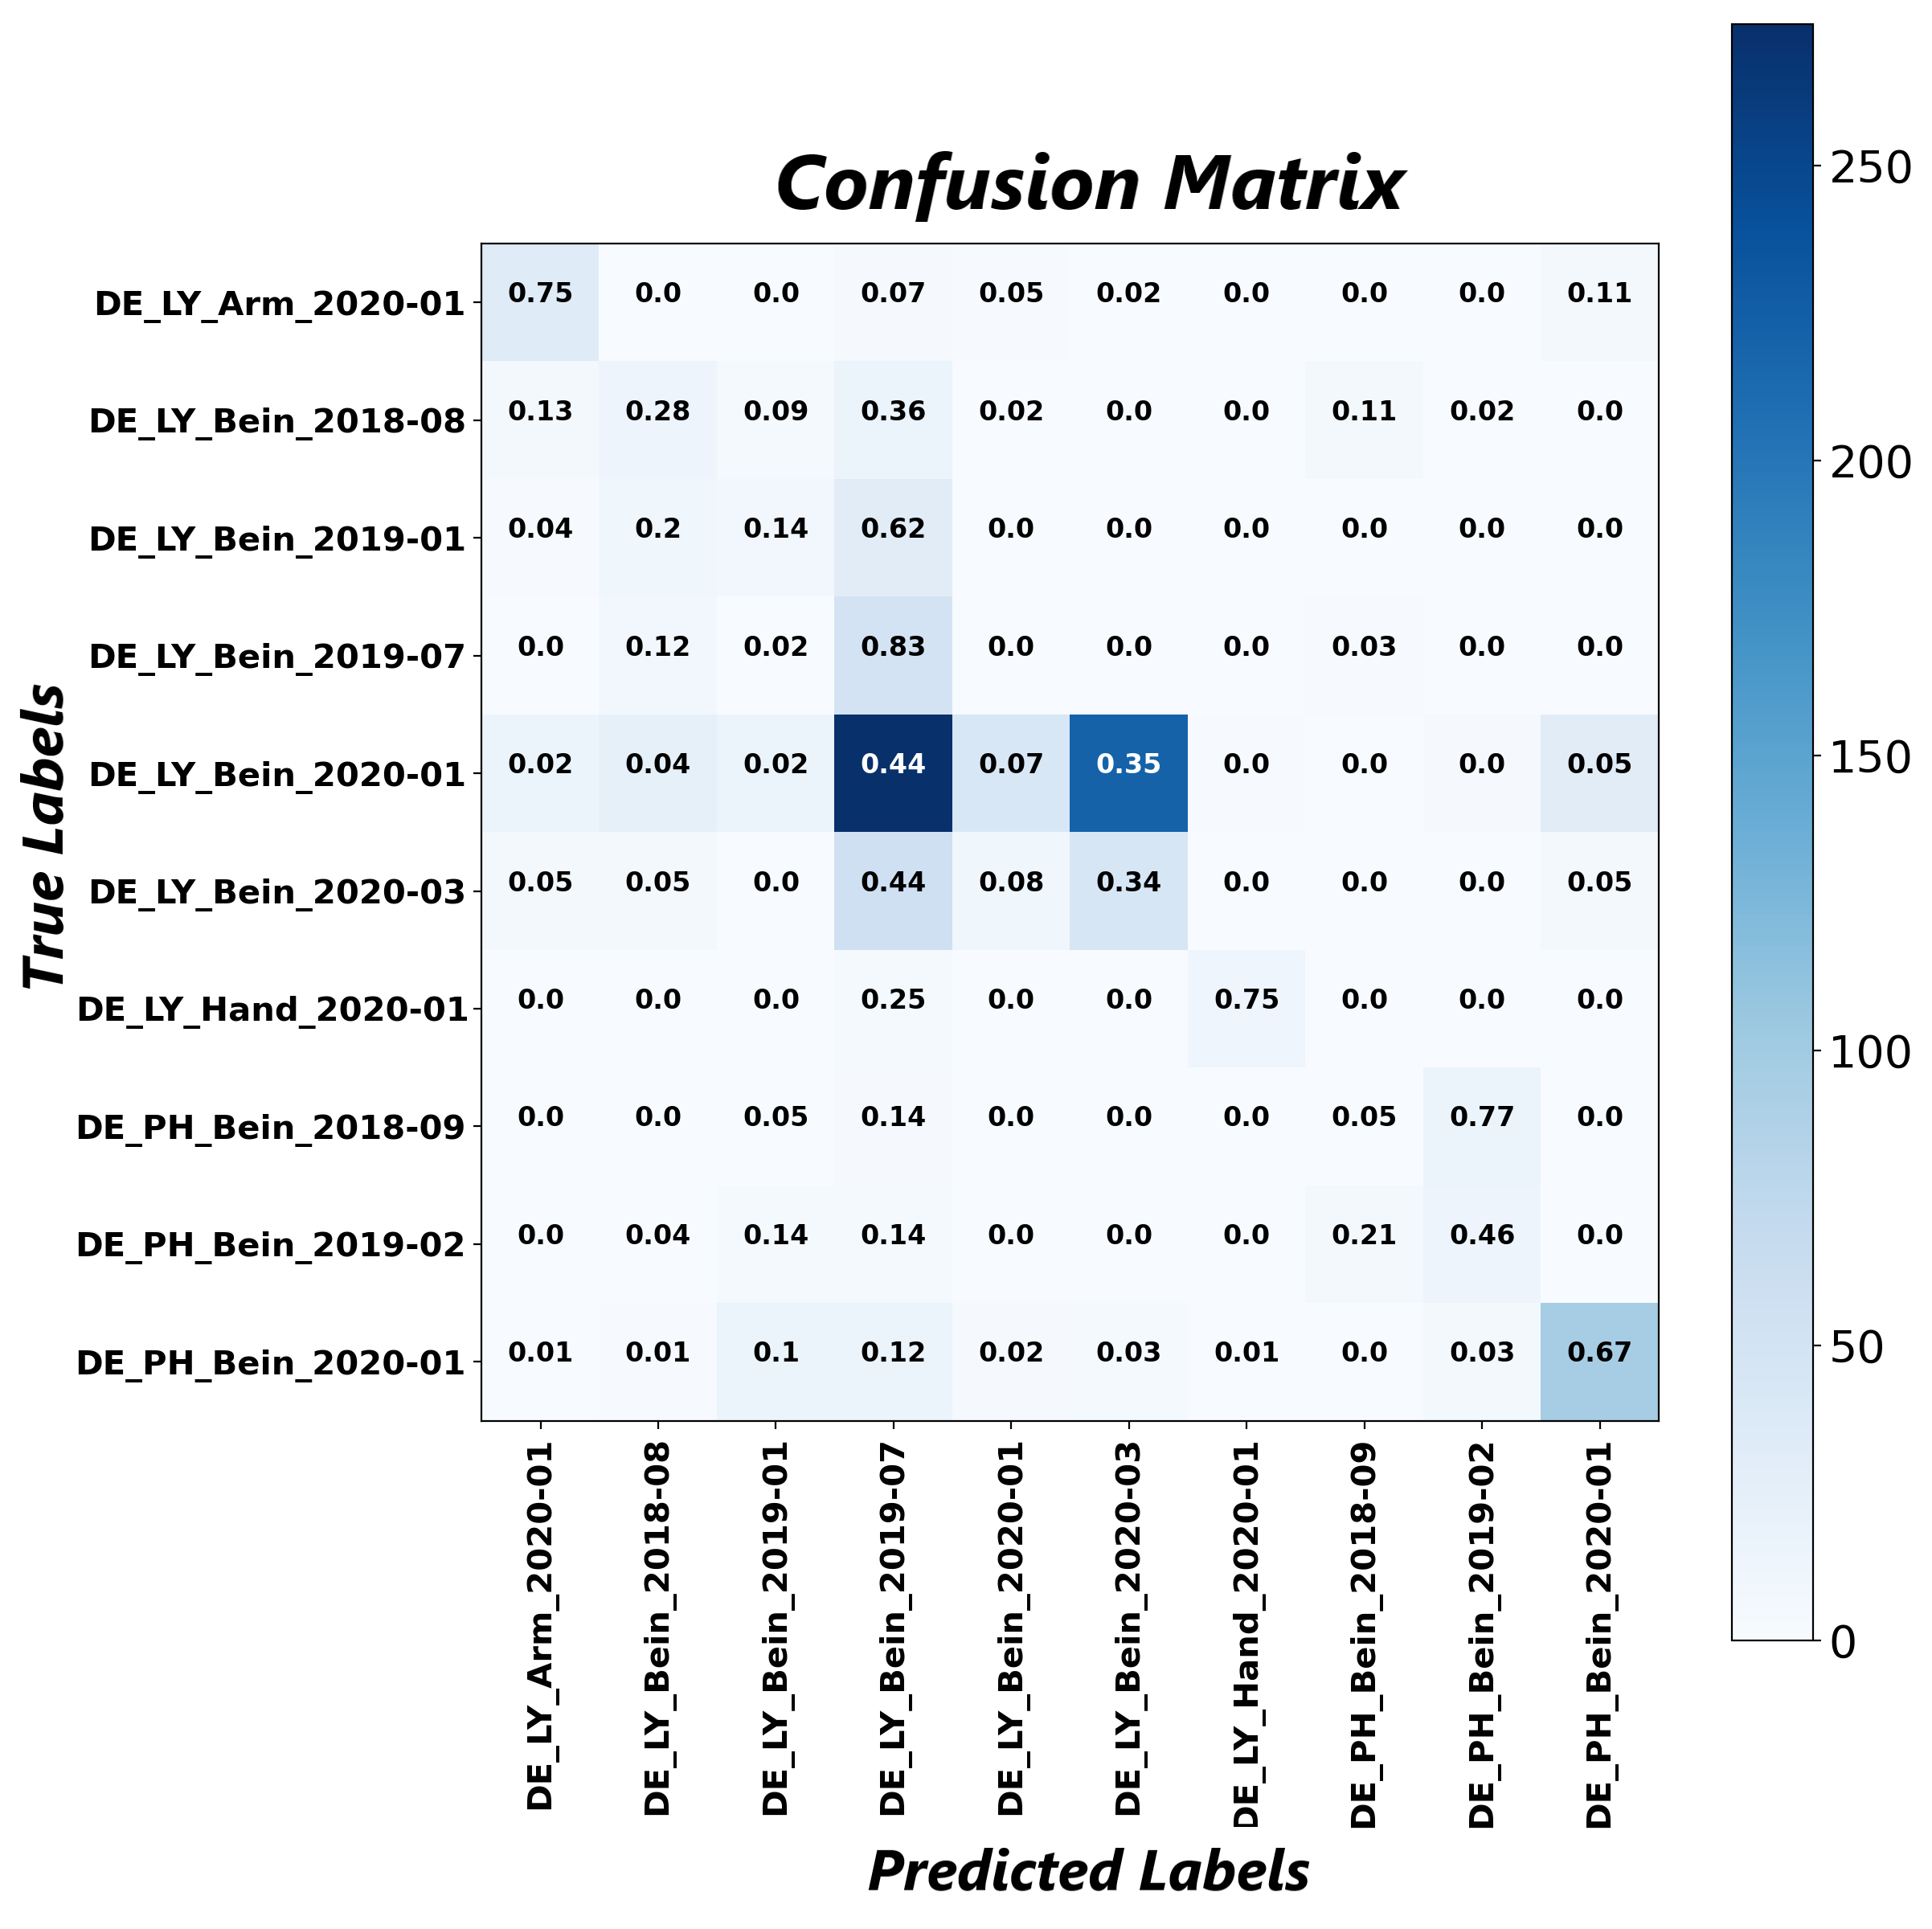 Confusion Matrix
True Labels
DE_LY_Arm_2020-01 0.75 0.0 0.0 0.07 0.05 0.02 0.0 0.0 0.0 0.11
DE_LY_Bein_2018-08 0.13 0.28 0.09 0.36 0.02 0.0 0.0 0.11 0.02 0.0
DE_LY_Bein_2019-01 0.04 0.2 0.14 0.62 0.0 0.0 0.0 0.0 0.0 0.0
DE_LY_Bein_2019-07 0.0 0.12 0.02 0.83 0.0 0.0 0.0 0.03 0.0 0.0
DE_LY_Bein_2020-01 0.02 0.04 0.02 0.44 0.07 0.35 0.0 0.0 0.0 0.05
DE_LY_Bein_2020-03 0.05 0.05 0.0 0.44 0.08 0.34 0.0 0.0 0.0 0.05
DE_LY_Hand_2020-01 0.0 0.0 0.0 0.25 0.0 0.0 0.75 0.0 0.0 0.0
DE_PH_Bein_2018-09 0.0 0.0 0.05 0.14 0.0 0.0 0.0 0.05 0.77 0.0
DE_PH_Bein_2019-02 0.0 0.04 0.14 0.14 0.0 0.0 0.0 0.21 0.46 0.0
DE_PH_Bein_2020-01 0.01 0.01 0.1 0.12 0.02 0.03 0.01 0.0 0.03 0.67
DE_LY_Arm_2020-01
DE_LY_Bein_2018-08
DE_LY_Bein_2019-01
DE_LY_Bein_2019-07
DE_LY_Bein_2020-01
DE_LY_Bein_2020-03
DE_LY_Hand_2020-01
DE_PH_Bein_2018-09
DE_PH_Bein_2019-02
DE_PH_Bein_2020-01
Predicted Labels
250
200
150
100
50
0